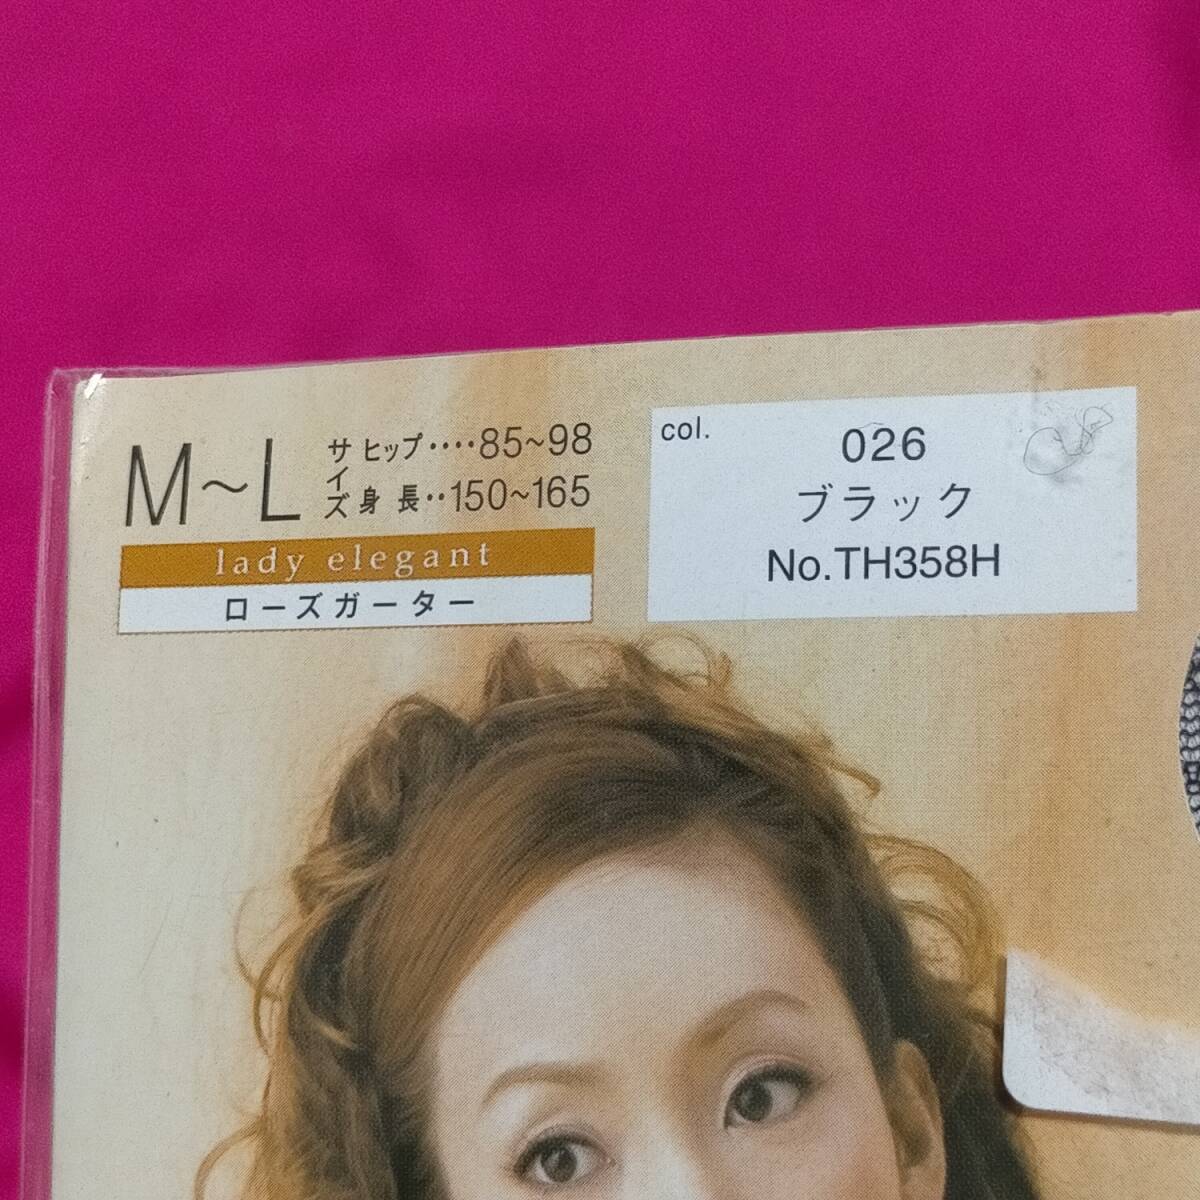 M～L
サイズ
ヒップ‥‥85~98
身長‥150~165
lady elegant
ローズガーター
col.
026
ブラック
No.TH358H